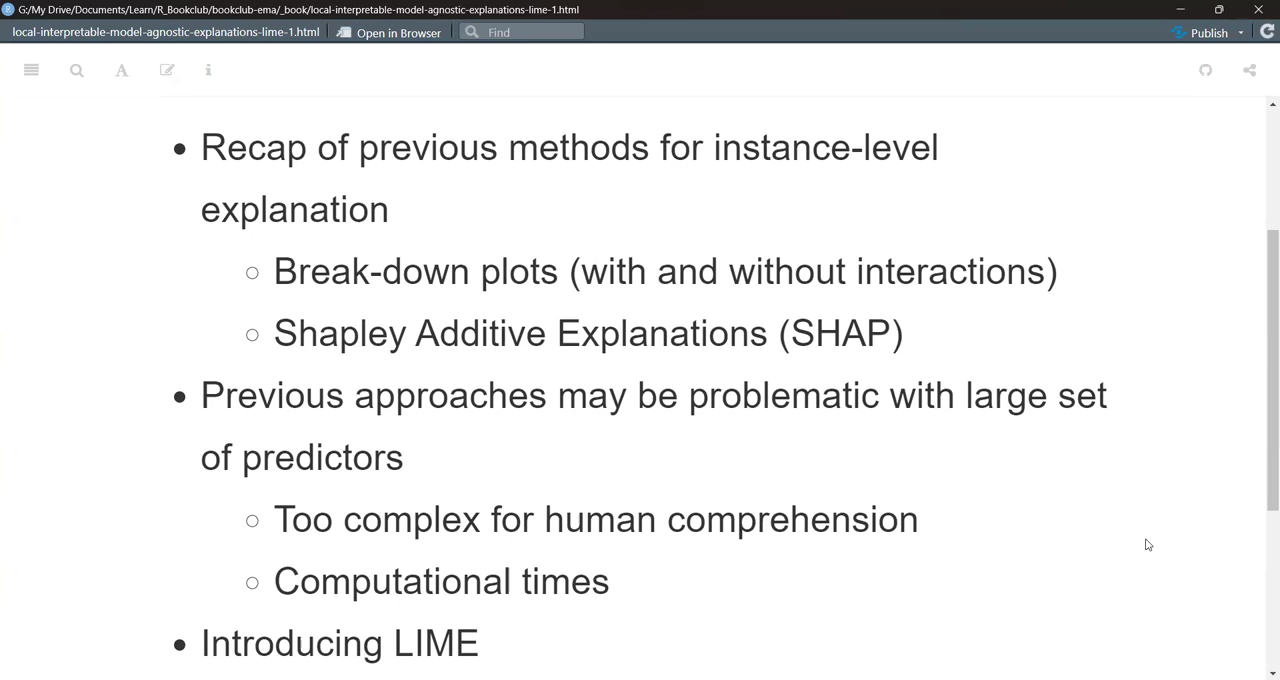 G:/My Drive/Documents/Learn/R_Bookclub/bookclub-ema/_book/local-interpretable-model-agnostic-explanations-lime-1.html
local-interpretable-model-agnostic-explanations-lime-1.html Open in Browser Find Publish
• Recap of previous methods for instance-level
explanation
○ Break-down plots (with and without interactions)
○ Shapley Additive Explanations (SHAP)
• Previous approaches may be problematic with large set
of predictors
○ Too complex for human comprehension
○ Computational times
• Introducing LIME